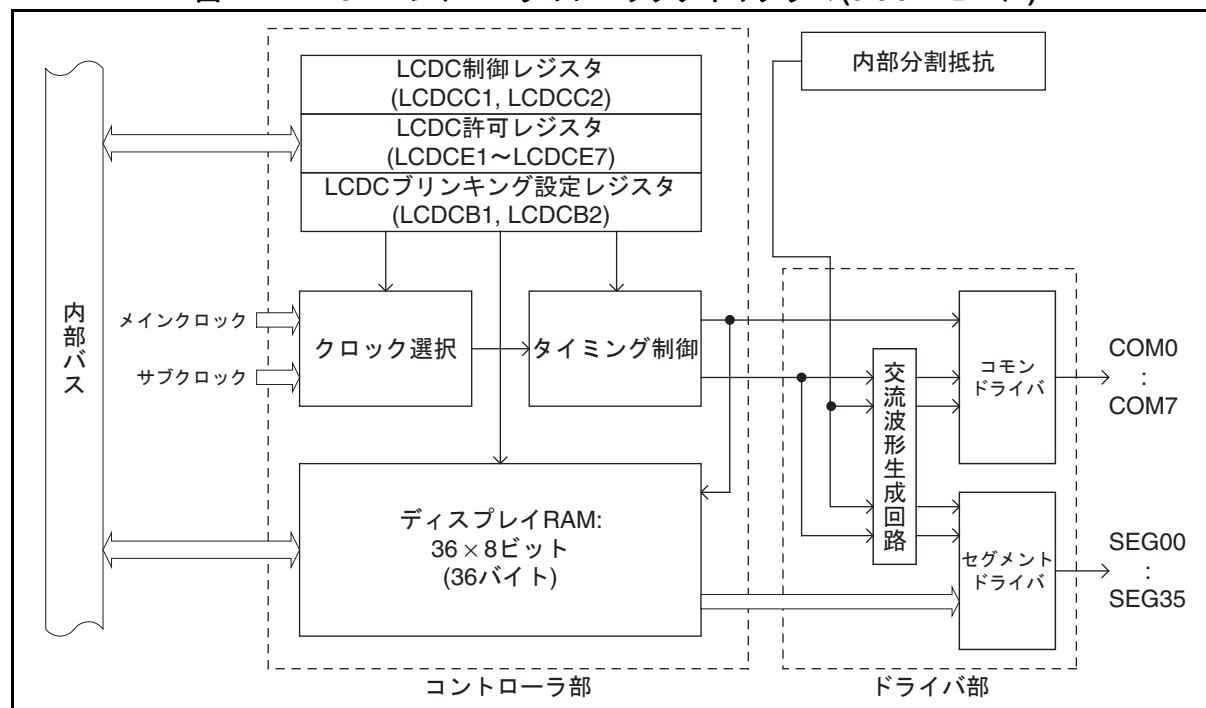 LCDC制御レジスタ
(LCDCC1, LCDCC2)
LCDC許可レジスタ
(LCDCE1～LCDCE7)
LCDCブリンキング設定レジスタ
(LCDCB1, LCDCB2)
内部分割抵抗
内部バス
メインクロック
サブクロック
クロック選択
タイミング制御
交流波形生成回路
コモン
ドライバ
COM0
:
COM7
ディスプレイRAM:
36 × 8ビット
(36バイト)
セグメント
ドライバ
SEG00
:
SEG35
コントローラ部
ドライバ部